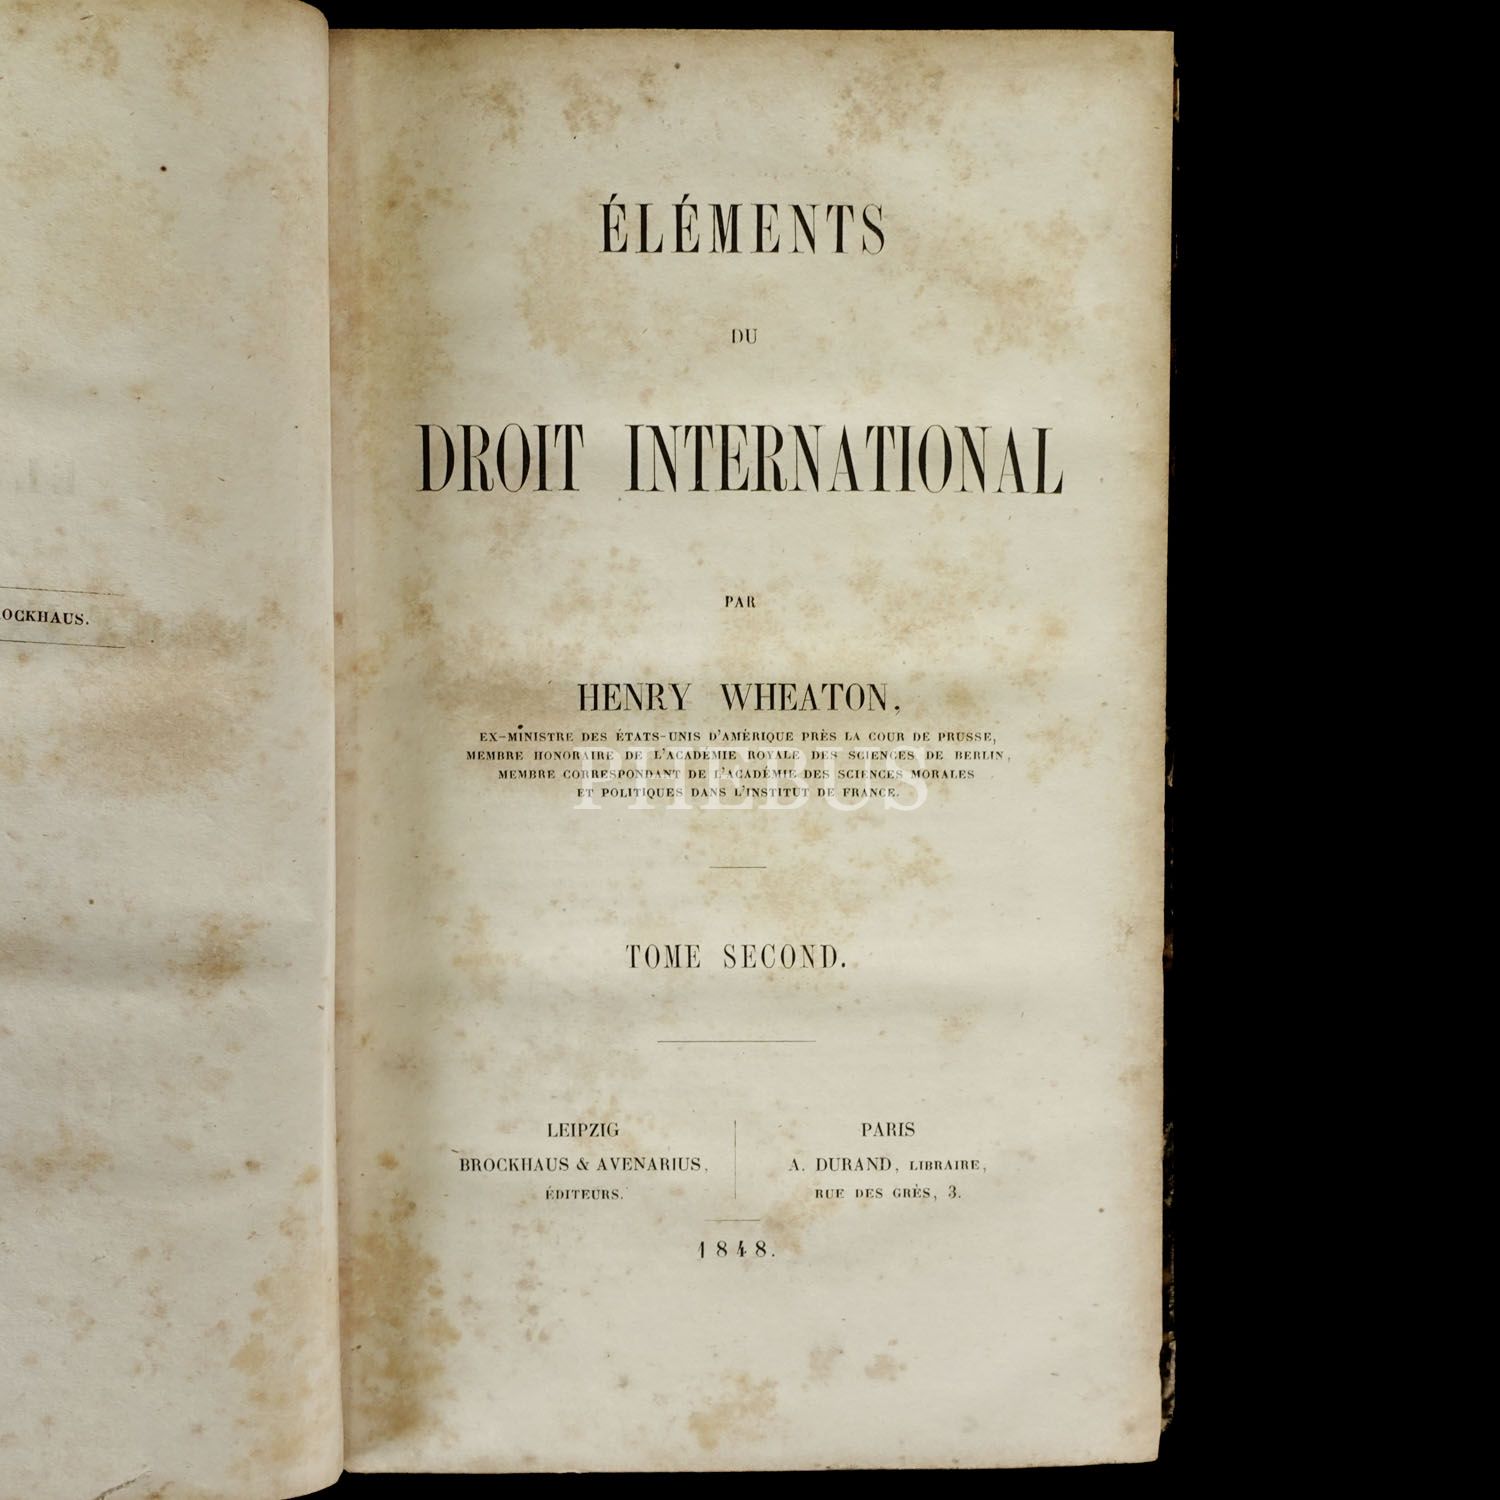 ROCKHAUS.
ÉLÉMENTS
DU
DROIT INTERNATIONAL
PAR
HENRY WHEATON,
EX-MINISTRE DES ÉTATS-UNIS D'AMÉRIQUE PRÈS LA COUR DE PRUSSE,
MEMBRE HONORAIRE DE L'ACADÉMIE ROYALE DES SCIENCES DE BERLIN,
MEMBRE CORRESPONDANT DE L'ACADÉMIE DES SCIENCES MORALES
ET POLITIQUES DANS L'INSTITUT DE FRANCE.
PHEBUS
TOME SECOND.
LEIPZIG
BROCKHAUS & AVENARIUS,
ÉDITEURS.
PARIS
A. DURAND, LIBRAIRE,
RUE DES GRÈS, 3.
1848.